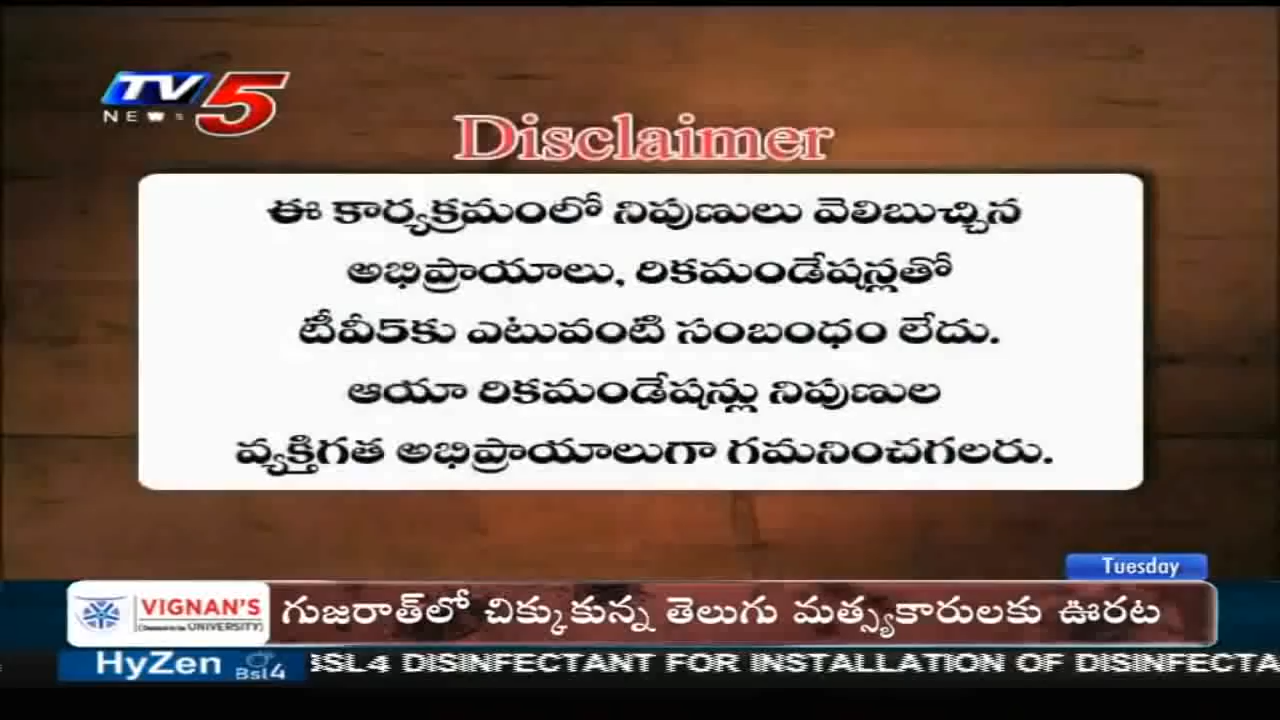 TV5
NEWS
Disclaimer
ఈ కార్యక్రమంలో నిపుణులు వెలిబుచ్చిన
అభిప్రాయాలు, రికమండేషన్లతో
టీవీ5కు ఎటువంటి సంబంధం లేదు.
ఆయా రికమండేషన్లు నిపుణుల
వ్యక్తిగత అభిప్రాయాలుగా గమనించగలరు.
Tuesday
VIGNAN'S
UNIVERSITY)
గుజరాత్‌లో చిక్కుకున్న తెలుగు మత్స్యకారులకు ఊరట
HyZen Bsl4
BSL4 DISINFECTANT FOR INSTALLATION OF DISINFECTA